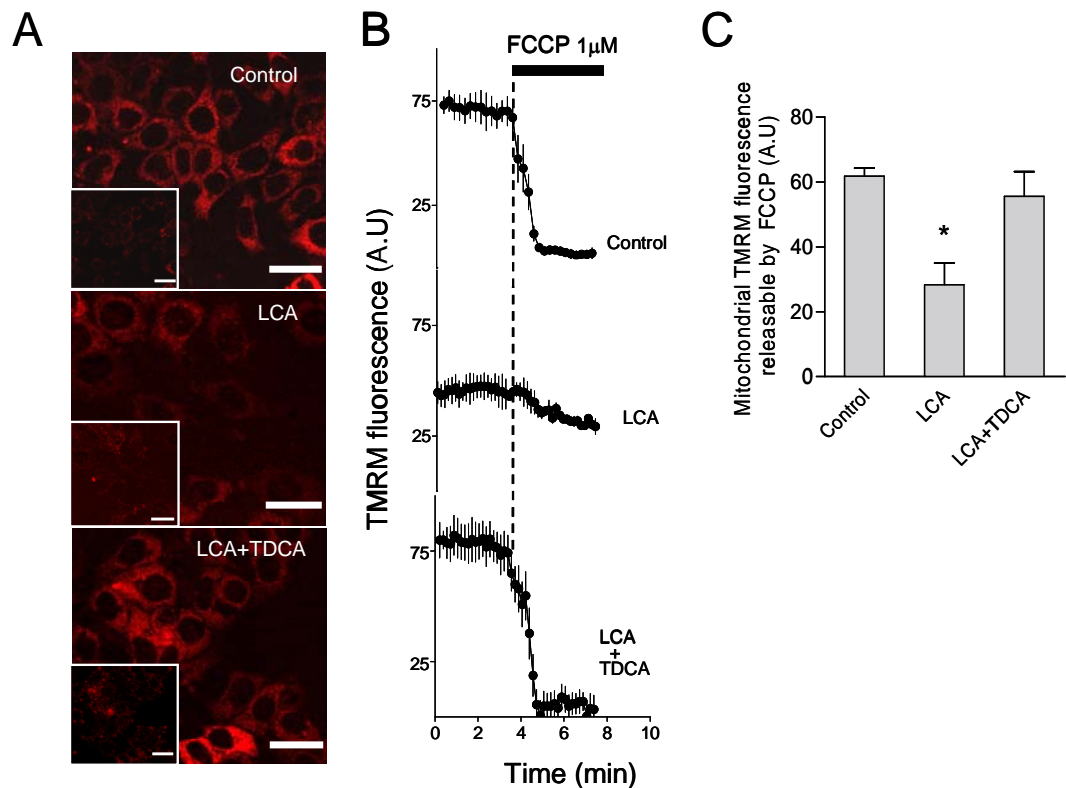 A
Control
LCA
LCA+TDCA
B
FCCP 1μM
TMRM fluorescence (A.U)
75
25
Control
75
25
LCA
75
25
LCA
+
TDCA
0
2
4
6
8
10
Time (min)
C
Mitochondrial TMRM fluorescence
releasable by FCCP (A.U)
80
60
40
20
0
*
Control
LCA
LCA+TDCA